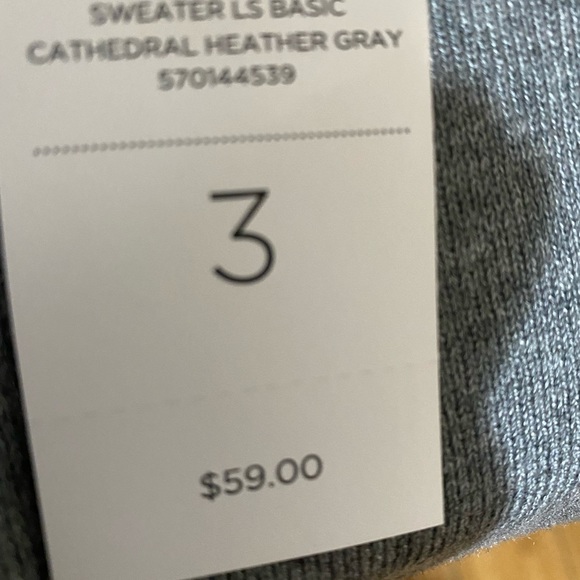 SWEATER LS BASIC
CATHEDRAL HEATHER GRAY
570144539
3
$59.00